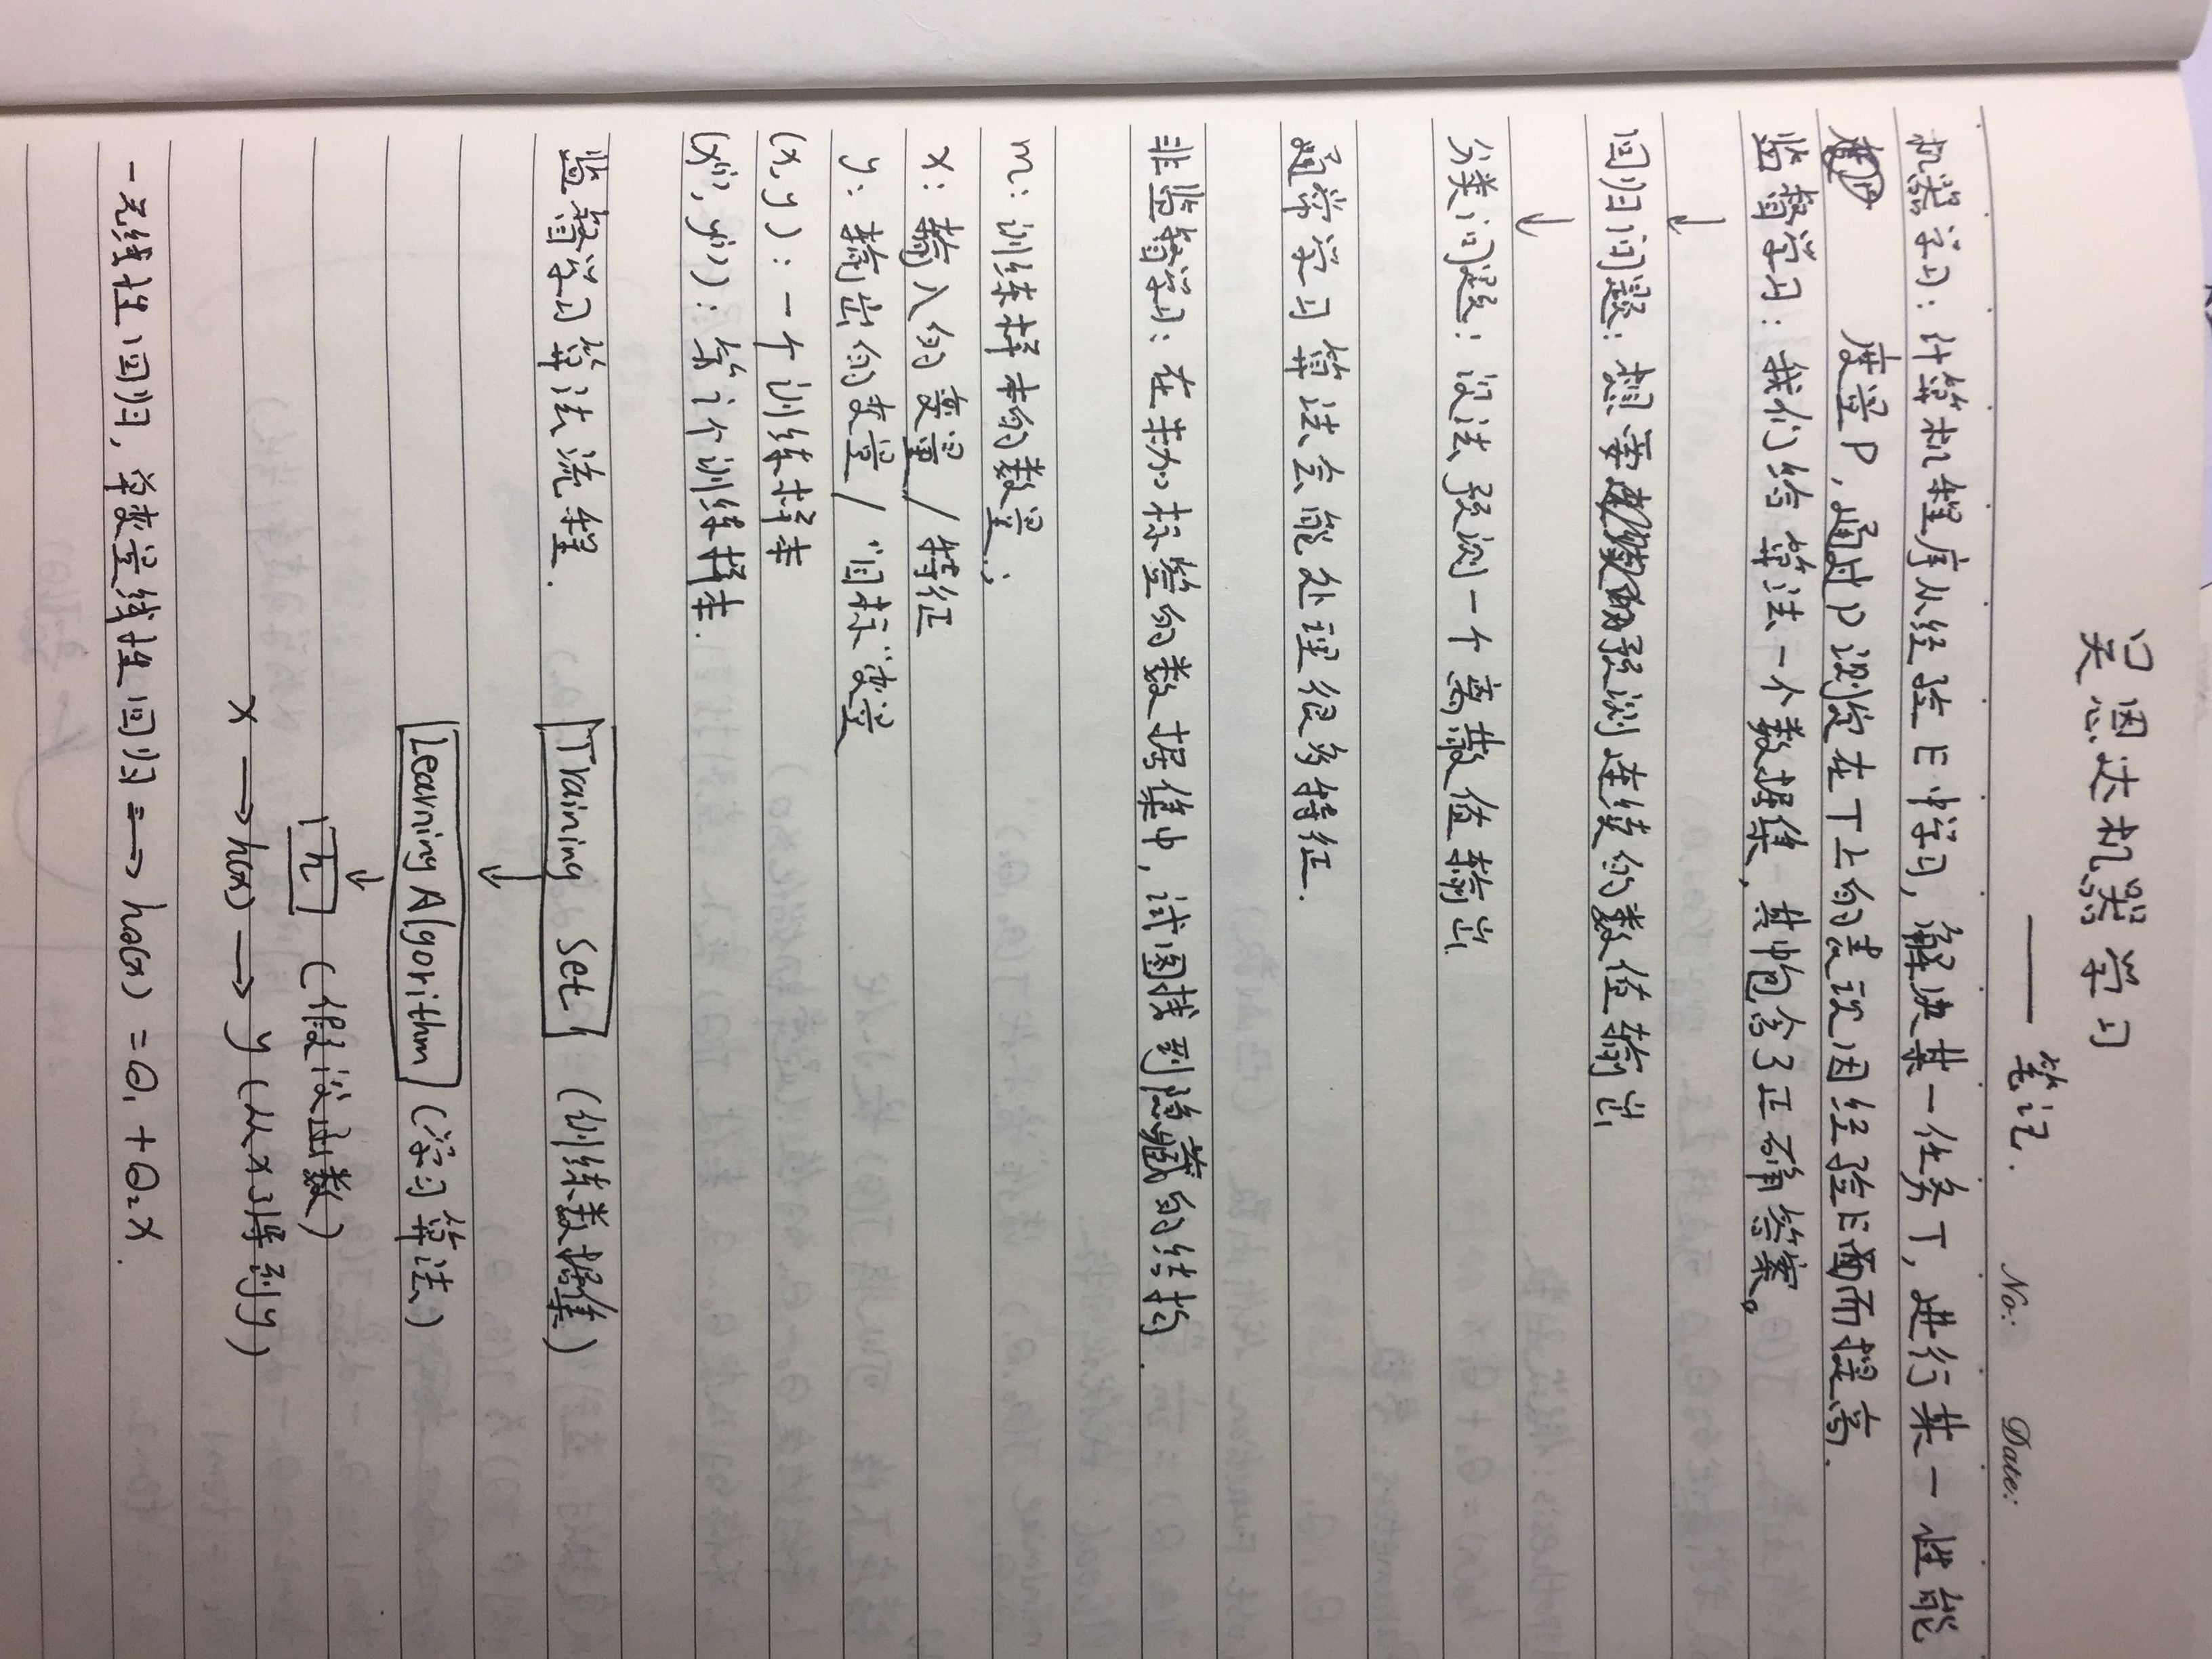 吴恩达机器学习
—— 笔记.
No.: Date:
机器学习: 计算机程序从经验E中学习, 解决某一任务T, 进行某一性能
度量P, 通过P测定在T上的表现因经验E而提高.
监督学习: 我们给算法一个数据集, 其中包含了正确答案。
↓
回归问题: 想要预测连续的数值输出
↓
分类问题: 设法预测一个离散值输出
通常学习算法会能处理很多特征.
非监督学习: 在未加标签的数据集中, 试图找到隐藏的结构.
m: 训练样本的数量;
x: 输入的变量/特征
y: 输出的变量/"目标"变量
(x, y): 一个训练样本
(x⁽ⁱ⁾, y⁽ⁱ⁾): 第i个训练样本.
监督学习算法流程.
Training Set (训练数据集)
↓
Learning Algorithm (学习算法)
↓
h (假设函数)
x → h(x) → y (从x得到y)
一元线性回归, 单变量线性回归 => hθ(x) = θ₁ + θ₂x.